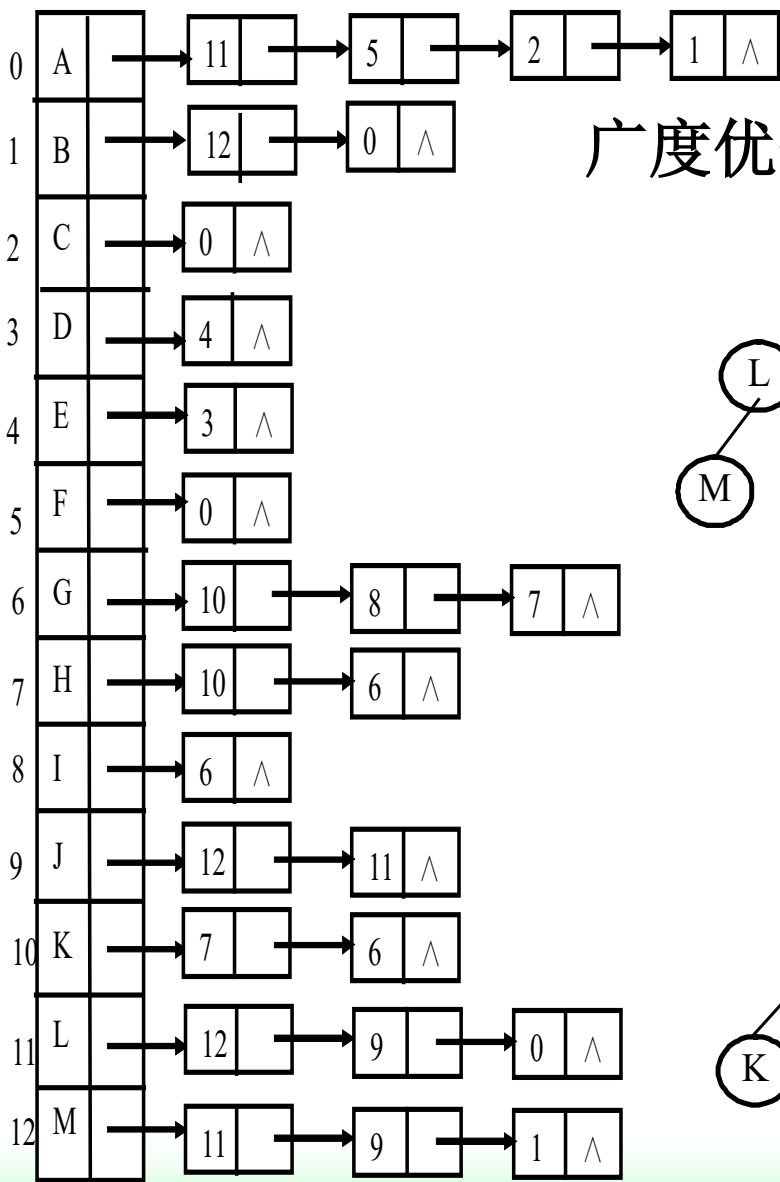 0 A 11 5 2 1 ∧
广度优
1 B 12 0 ∧
2 C 0 ∧
3 D 4 ∧
L
4 E 3 ∧
M
5 F 0 ∧
6 G 10 8 7 ∧
7 H 10 6 ∧
8 I 6 ∧
9 J 12 11 ∧
10 K 7 6 ∧
11 L 12 9 0 ∧
K
12 M 11 9 1 ∧